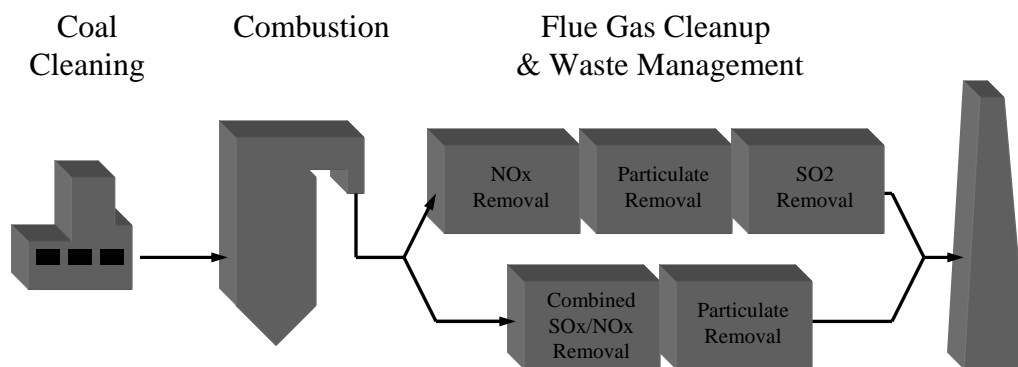 Coal
Cleaning
Combustion
Flue Gas Cleanup
& Waste Management
NOx
Removal
Particulate
Removal
SO2
Removal
Combined
SOx/NOx
Removal
Particulate
Removal